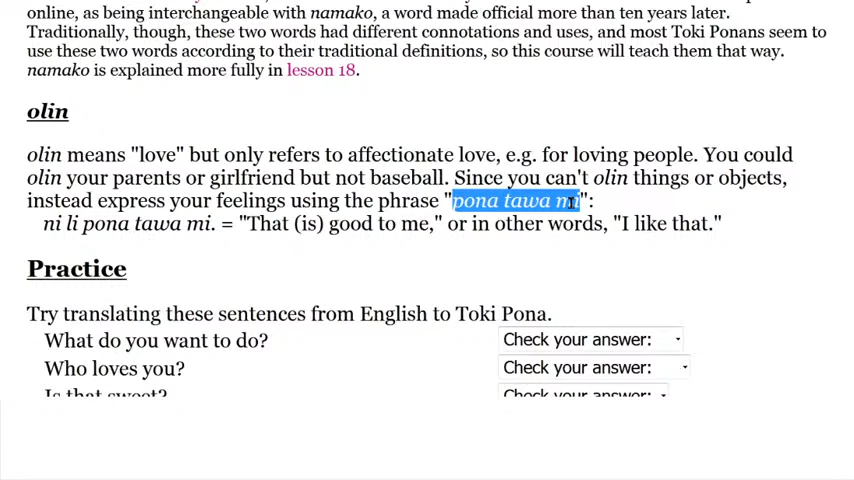 online, as being interchangeable with namako, a word made official more than ten years later.
Traditionally, though, these two words had different connotations and uses, and most Toki Ponans seem to
use these two words according to their traditional definitions, so this course will teach them that way.
namako is explained more fully in lesson 18.
olin
olin means "love" but only refers to affectionate love, e.g. for loving people. You could
olin your parents or girlfriend but not baseball. Since you can't olin things or objects,
instead express your feelings using the phrase "pona tawa mi":
ni li pona tawa mi. = "That (is) good to me," or in other words, "I like that."
Practice
Try translating these sentences from English to Toki Pona.
What do you want to do? Check your answer:
Who loves you? Check your answer:
Is that sweet? Check your answer: